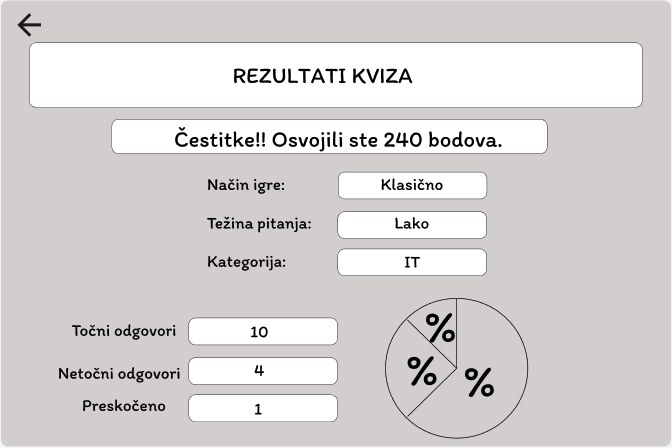 REZULTATI KVIZA
Čestitke!! Osvojili ste 240 bodova.
Način igre: Klasično
Težina pitanja: Lako
Kategorija: IT
Točni odgovori 10
Netočni odgovori 4
Preskočeno 1
%
%
%